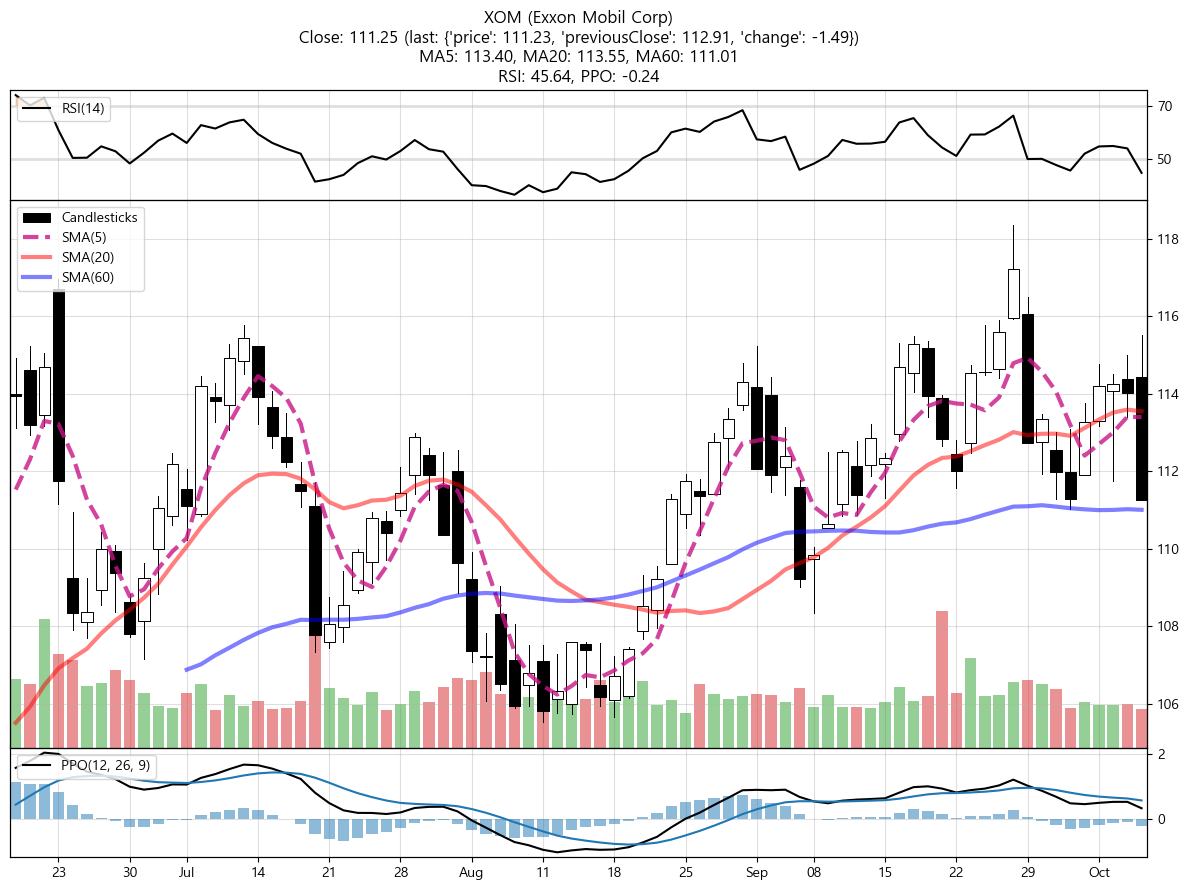 XOM (Exxon Mobil Corp)
Close: 111.25 (last: {'price': 111.23, 'previousClose': 112.91, 'change': -1.49})
MA5: 113.40, MA20: 113.55, MA60: 111.01
RSI: 45.64, PPO: -0.24
RSI(14)
70
50
Candlesticks
SMA(5)
SMA(20)
SMA(60)
118
116
114
112
110
108
106
PPO(12, 26, 9)
2
0
23 30 Jul 14 21 28 Aug 11 18 25 Sep 08 15 22 29 Oct